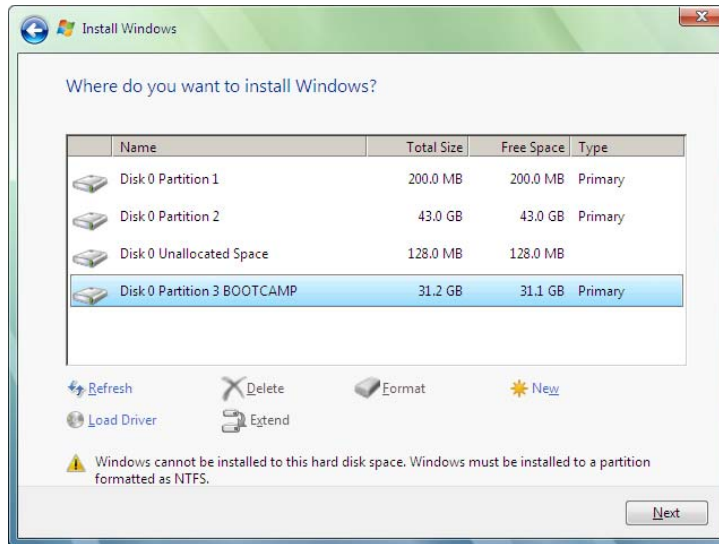 Install Windows
Where do you want to install Windows?
Name Total Size Free Space Type
Disk 0 Partition 1 200.0 MB 200.0 MB Primary
Disk 0 Partition 2 43.0 GB 43.0 GB Primary
Disk 0 Unallocated Space 128.0 MB 128.0 MB
Disk 0 Partition 3 BOOTCAMP 31.2 GB 31.1 GB Primary
Refresh Delete Format New
Load Driver Extend
Windows cannot be installed to this hard disk space. Windows must be installed to a partition
formatted as NTFS.
Next